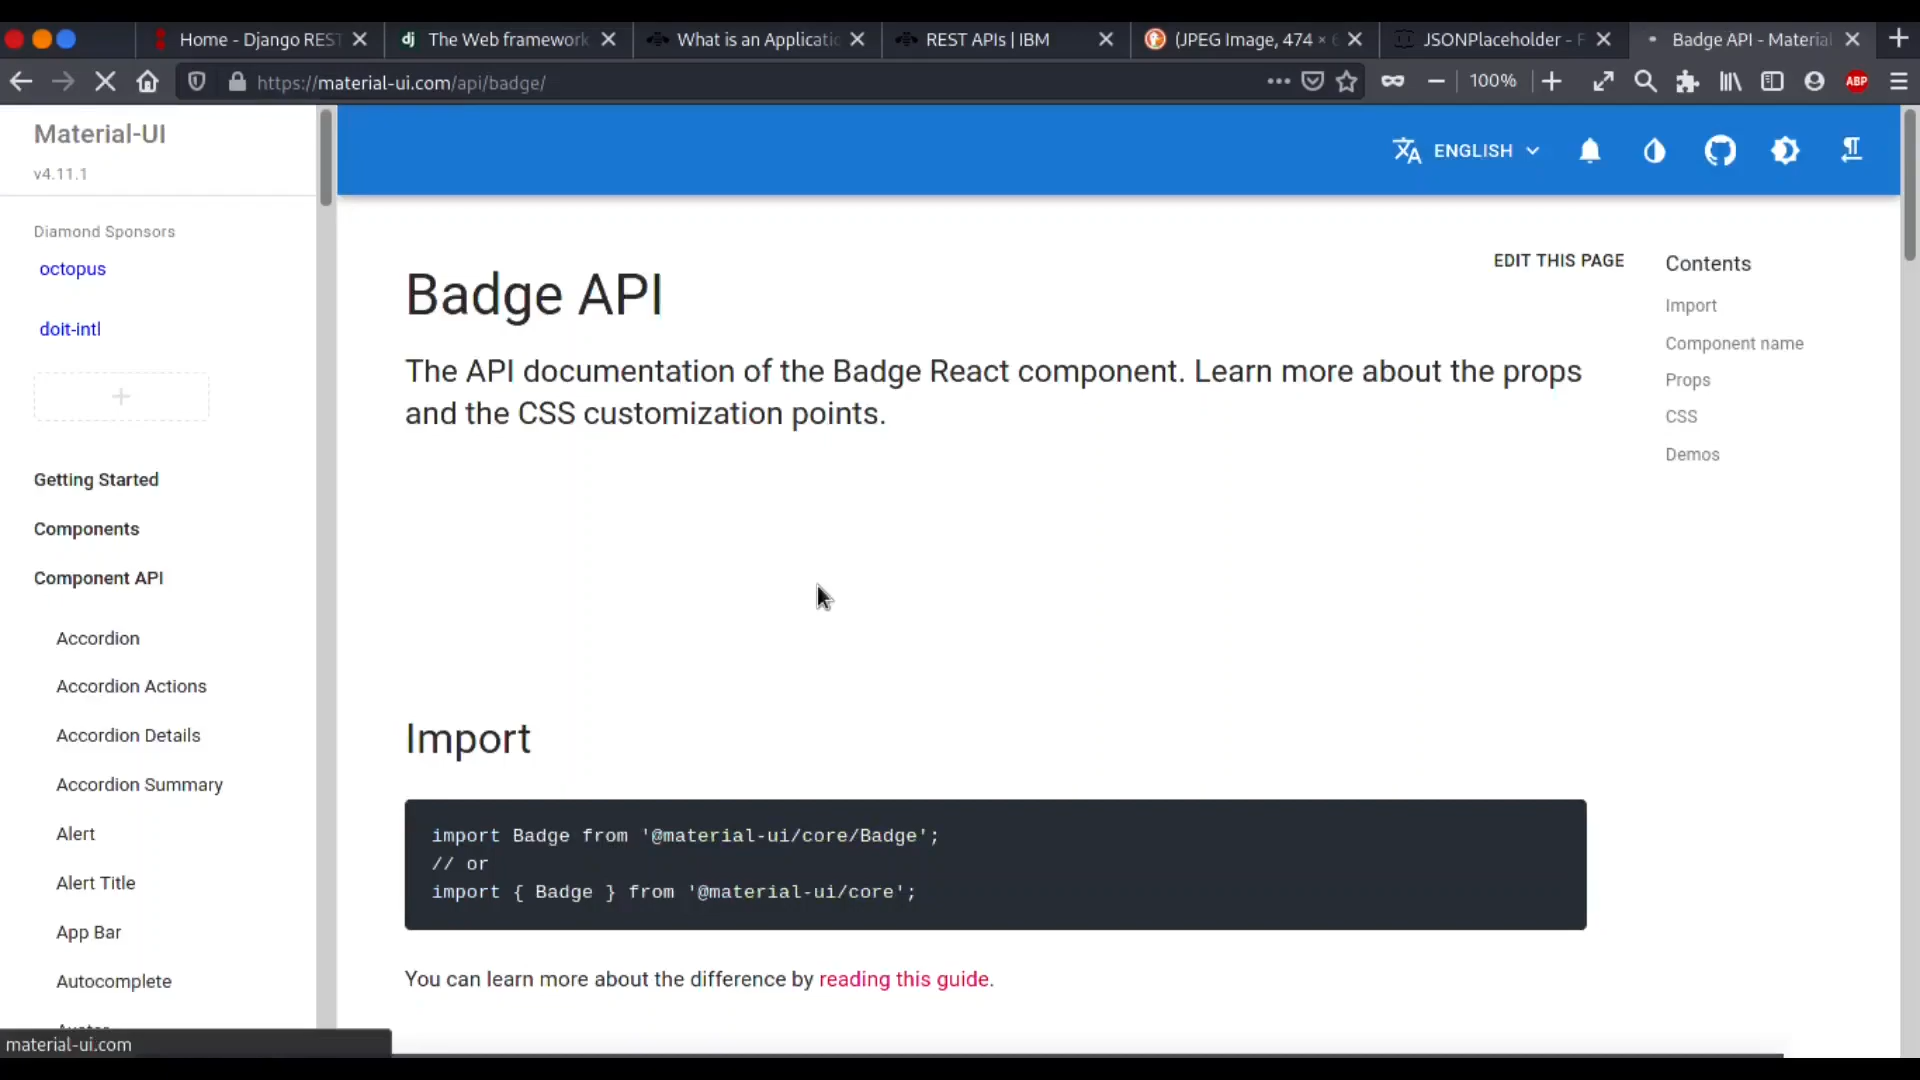 Home - Django REST
The Web framework
What is an Applicatic
REST APIs | IBM
(JPEG Image, 474 × 6
JSONPlaceholder - F
Badge API - Material
https://material-ui.com/api/badge/
100%
ABP
Material-UI
v4.11.1
ENGLISH
Diamond Sponsors
octopus
doit-intl
Getting Started
Components
Component API
Accordion
Accordion Actions
Accordion Details
Accordion Summary
Alert
Alert Title
App Bar
Autocomplete
material-ui.com
EDIT THIS PAGE
Badge API
The API documentation of the Badge React component. Learn more about the props
and the CSS customization points.
Import
import Badge from '@material-ui/core/Badge';
// or
import { Badge } from '@material-ui/core';
You can learn more about the difference by reading this guide.
Contents
Import
Component name
Props
CSS
Demos